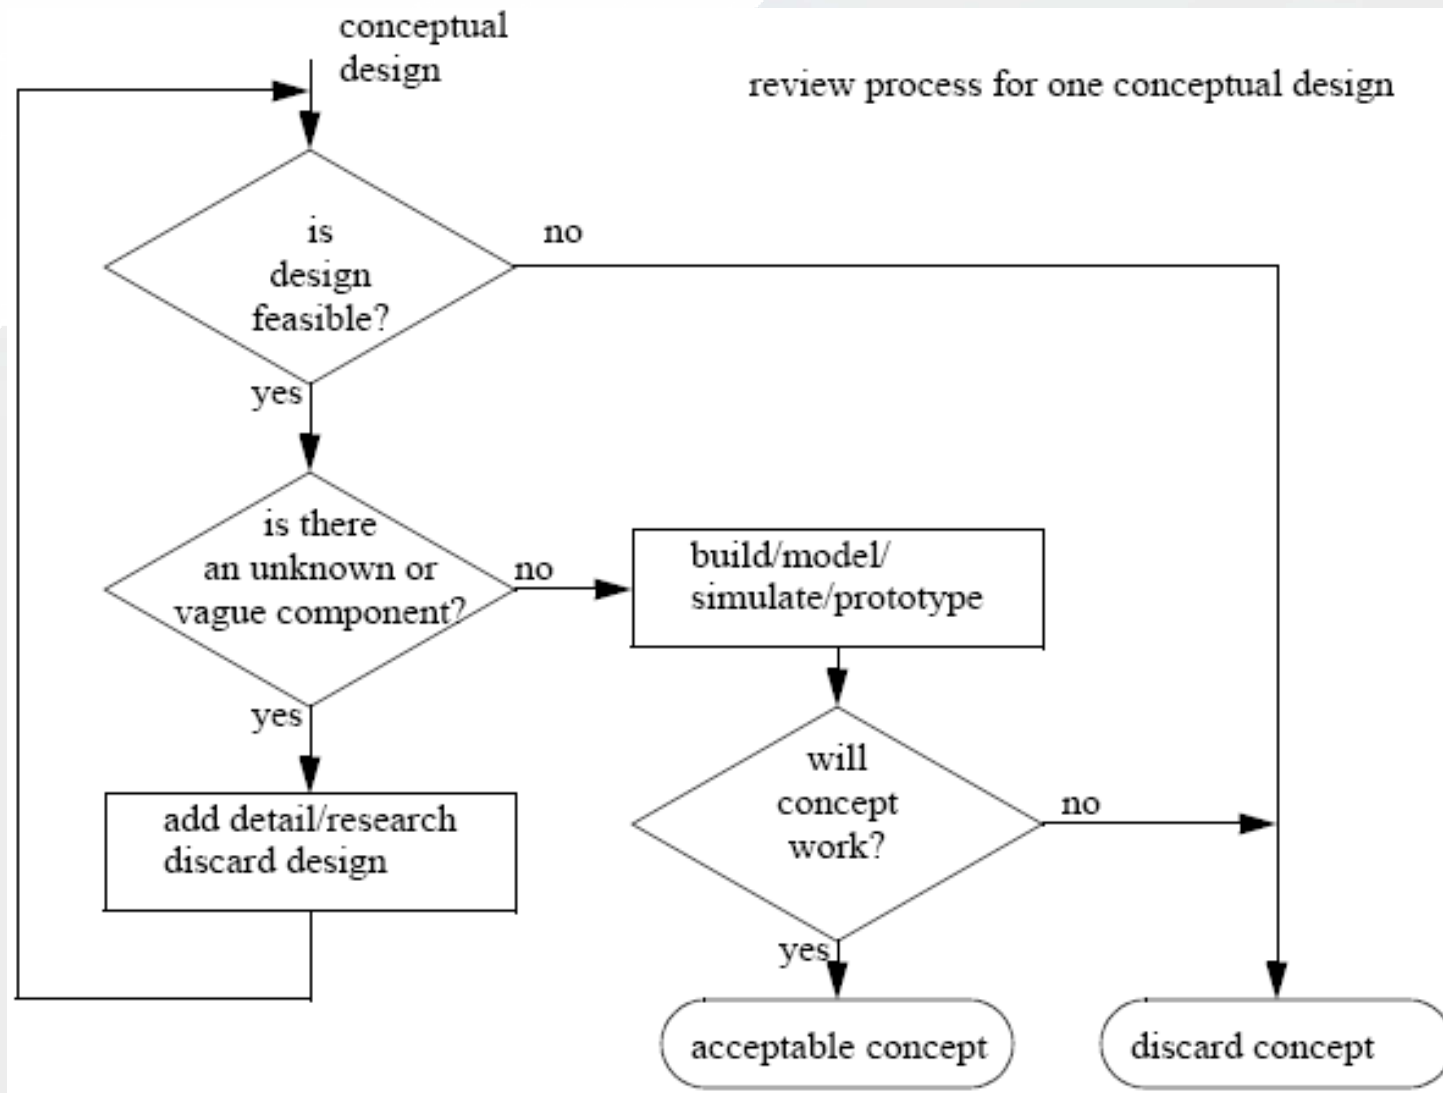 conceptual
design
review process for one conceptual design
is
design
feasible?
no
yes
is there
an unknown or
vague component?
no
build/model/
simulate/prototype
yes
will
concept
work?
no
add detail/research
discard design
yes
acceptable concept
discard concept